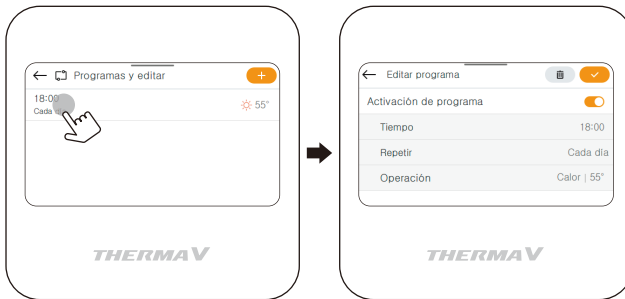 Programas y editar
18:00
55°
Cada día
THERMA V
Editar programa
Activación de programa
Tiempo 18:00
Repetir Cada día
Operación Calor | 55°
THERMA V